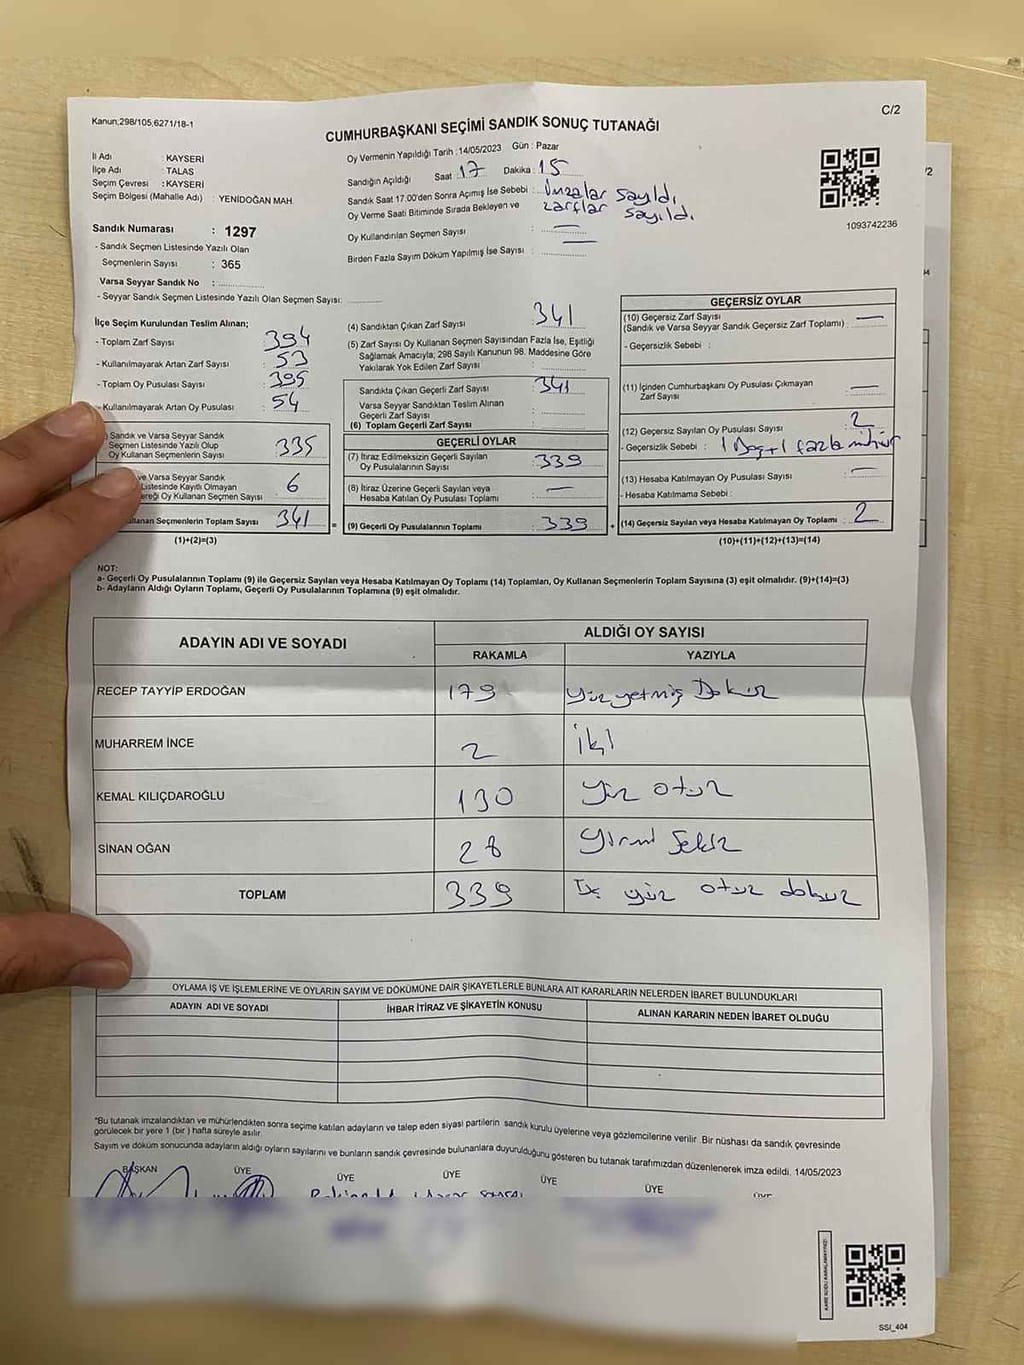 C/2
Kanun;298/105,6271/18-1
CUMHURBAŞKANI SEÇİMİ SANDIK SONUÇ TUTANAĞI
İl Adı : KAYSERİ
İlçe Adı : TALAS
Seçim Çevresi : KAYSERİ
Seçim Bölgesi (Mahalle Adı) : YENİDOĞAN MAH.
Sandık Numarası : 1297
- Sandık Seçmen Listesinde Yazılı Olan
Seçmenlerin Sayısı : 365
Varsa Seyyar Sandık No :
- Seyyar Sandık Seçmen Listesinde Yazılı Olan Seçmen Sayısı:
Oy Vermenin Yapıldığı Tarih :14/05/2023 Gün : Pazar
Sandığın Açıldığı Saat 17 Dakika 15
Sandık Saat 17.00'den Sonra Açımış İse Sebebi : İmzalar sayıldı,
zarflar sayıldı.
Oy Verme Saati Bitiminde Sırada Bekleyen ve
Oy Kullandırılan Seçmen Sayısı : —
Birden Fazla Sayım Döküm Yapılmış İse Sayısı : —
1093742236
İlçe Seçim Kurulundan Teslim Alınan;
- Toplam Zarf Sayısı : 394
- Kullanılmayarak Artan Zarf Sayısı : 53
- Toplam Oy Pusulası Sayısı : 395
- Kullanılmayarak Artan Oy Pusulası : 54
Sandık ve Varsa Seyyar Sandık
Seçmen Listesinde Yazılı Olup
Oy Kullanan Seçmenlerin Sayısı : 335
ve Varsa Seyyar Sandık
Listesinde Kayıtlı Olmayan
Oy Kullanan Seçmen Sayısı : 6
Seçmenlerin Toplam Sayısı : 341
(1)+(2)=(3)
(4) Sandıktan Çıkan Zarf Sayısı : 341
(5) Zarf Sayısı Oy Kullanan Seçmen Sayısından Fazla İse, Eşitliği
Sağlamak Amacıyla; 298 Sayılı Kanunun 98. Maddesine Göre
Yakılarak Yok Edilen Zarf Sayısı :
Sandıkta Çıkan Geçerli Zarf Sayısı : 341
Varsa Seyyar Sandıktan Teslim Alınan
Geçerli Zarf Sayısı :
(6) Toplam Geçerli Zarf Sayısı :
GEÇERLİ OYLAR
(7) İtiraz Edilmeksizin Geçerli Sayılan
Oy Pusulalarının Sayısı : 339
(8) İtiraz Üzerine Geçerli Sayılan veya
Hesaba Katılan Oy Pusulası Toplamı : —
(9) Geçerli Oy Pusulalarının Toplamı : 339
GEÇERSİZ OYLAR
(10) Geçersiz Zarf Sayısı
(Sandık ve Varsa Seyyar Sandık Geçersiz Zarf Toplamı) : —
- Geçersizlik Sebebi :
(11) İçinden Cumhurbaşkanı Oy Pusulası Çıkmayan
Zarf Sayısı : —
(12) Geçersiz Sayılan Oy Pusulası Sayısı : 2
- Geçersizlik Sebebi : fazla mühür
(13) Hesaba Katılmayan Oy Pusulası Sayısı : —
- Hesaba Katılmama Sebebi :
(14) Geçersiz Sayılan veya Hesaba Katılmayan Oy Toplamı : 2
(10)+(11)+(12)+(13)=(14)
NOT:
a- Geçerli Oy Pusulalarının Toplamı (9) ile Geçersiz Sayılan veya Hesaba Katılmayan Oy Toplamı (14) Toplamları, Oy Kullanan Seçmenlerin Toplam Sayısına (3) eşit olmalıdır. (9)+(14)=(3)
b- Adayların Aldığı Oyların Toplamı, Geçerli Oy Pusulalarının Toplamına (9) eşit olmalıdır.
ADAYIN ADI VE SOYADI ALDIĞI OY SAYISI
RAKAMLA YAZIYLA
RECEP TAYYİP ERDOĞAN 179 Yüz yetmiş Dokuz
MUHARREM İNCE 2 İki
KEMAL KILIÇDAROĞLU 130 Yüz otuz
SİNAN OĞAN 28 Yirmi Sekiz
TOPLAM 339 Üç yüz otuz dokuz
OYLAMA İŞ VE İŞLEMLERİNE VE OYLARIN SAYIM VE DÖKÜMÜNE DAİR ŞİKAYETLERLE BUNLARA AİT KARARLARIN NELERDEN İBARET BULUNDUKLARI
ADAYIN ADI VE SOYADI İHBAR İTİRAZ VE ŞİKAYETİN KONUSU ALINAN KARARIN NEDEN İBARET OLDUĞU
"Bu tutanak imzalandıktan ve mühürlendikten sonra seçime katılan adayların ve talep eden siyasi partilerin sandık kurulu üyelerine veya gözlemcilerine verilir. Bir nüshası da sandık çevresinde
görülecek bir yere 1 (bir) hafta süreyle asılır.
Sayım ve döküm sonucunda adayların aldığı oyların sayılarını ve bunların sandık çevresinde bulunanlara duyurulduğunu gösteren bu tutanak tarafımızdan düzenlenerek imza edildi. 14/05/2023
BAŞKAN ÜYE ÜYE ÜYE ÜYE ÜYE ÜYE
SSI_404